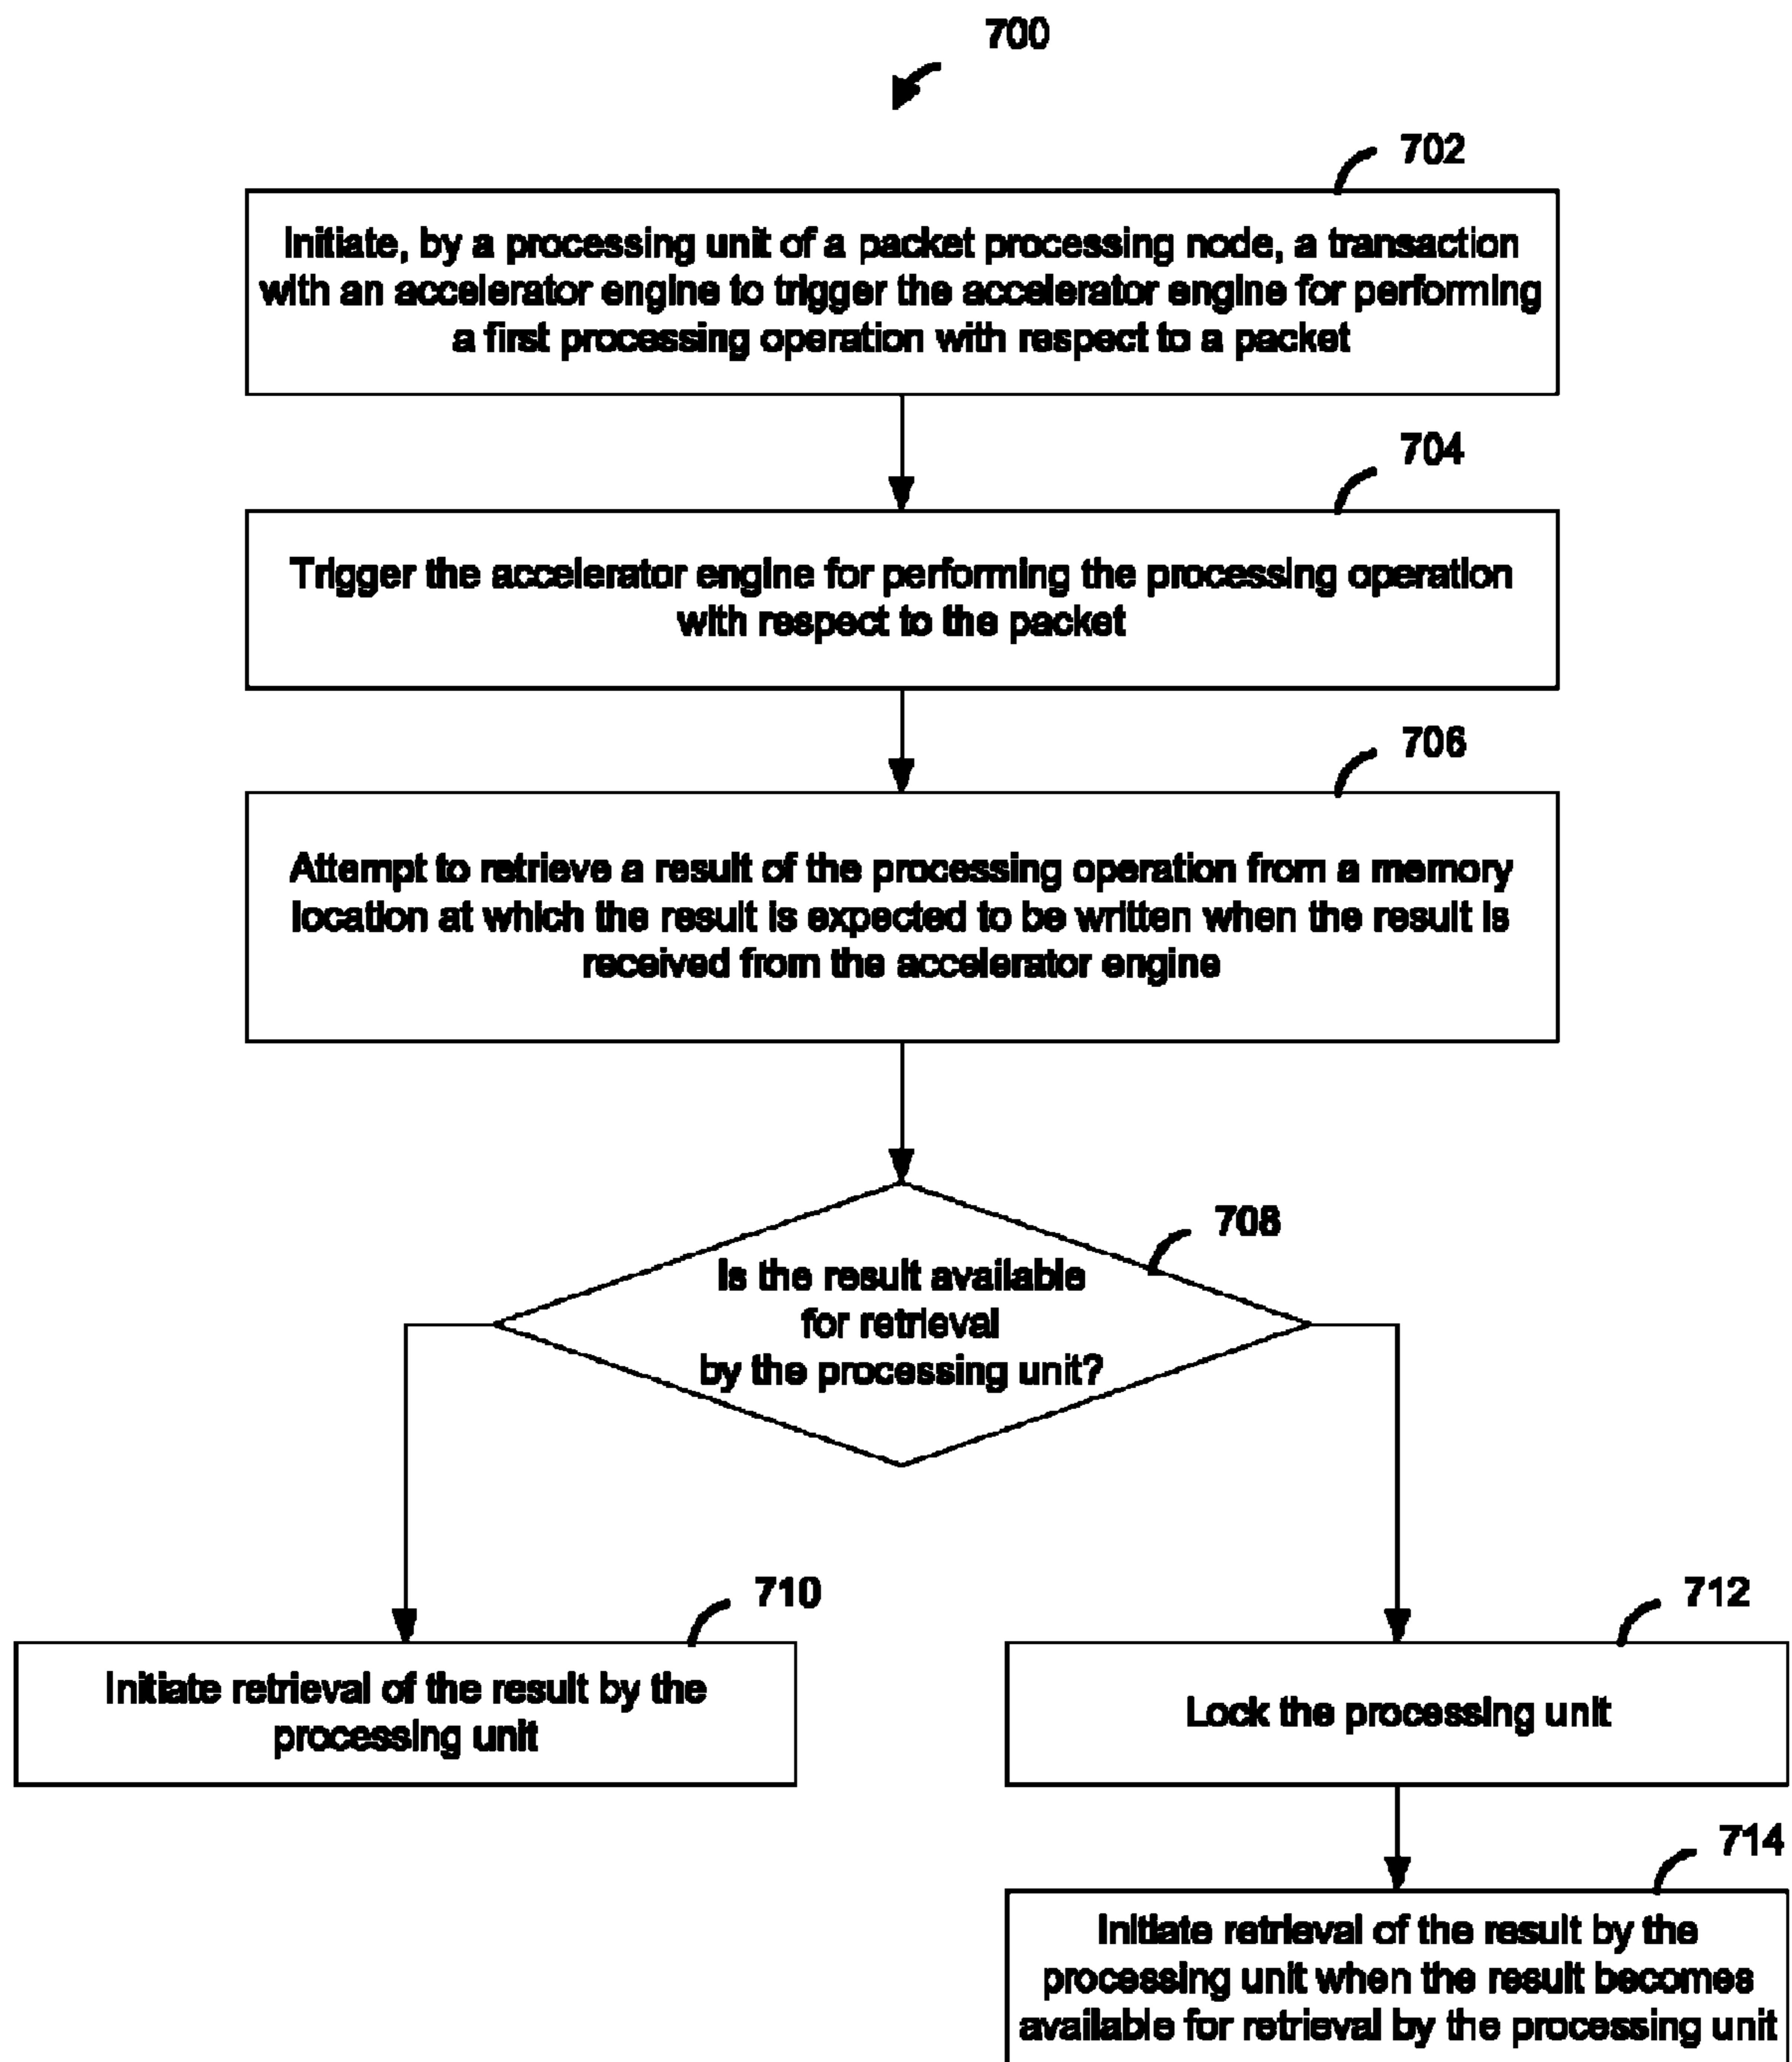 700
702
Initiate, by a processing unit of a packet processing node, a transaction
with an accelerator engine to trigger the accelerator engine for performing
a first processing operation with respect to a packet
704
Trigger the accelerator engine for performing the processing operation
with respect to the packet
706
Attempt to retrieve a result of the processing operation from a memory
location at which the result is expected to be written when the result is
received from the accelerator engine
708
Is the result available
for retrieval
by the processing unit?
710
Initiate retrieval of the result by the
processing unit
712
Lock the processing unit
714
Initiate retrieval of the result by the
processing unit when the result becomes
available for retrieval by the processing unit